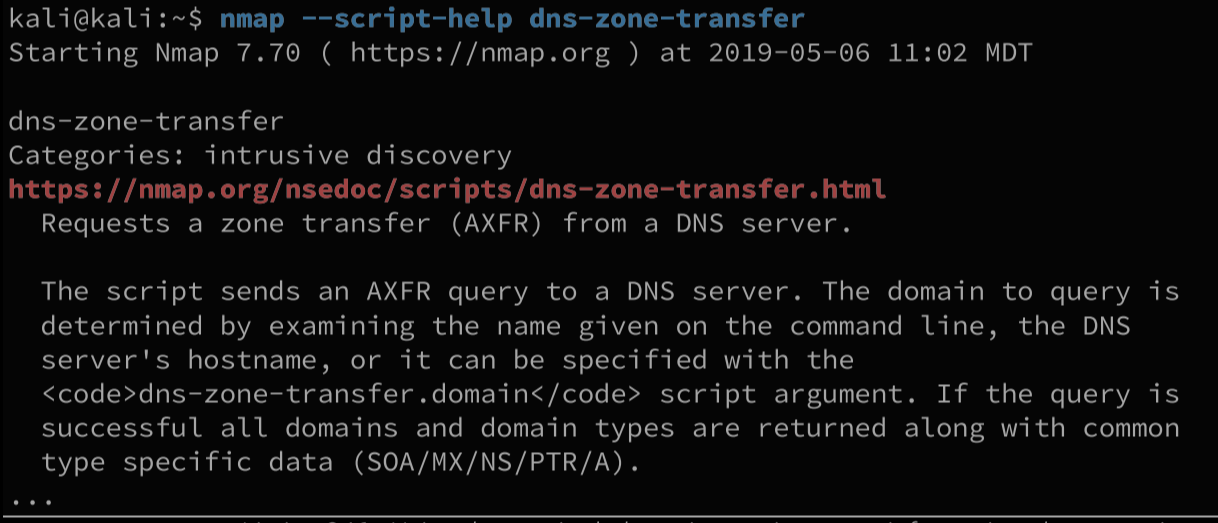 kali@kali:~$ nmap --script-help dns-zone-transfer
Starting Nmap 7.70 ( https://nmap.org ) at 2019-05-06 11:02 MDT
dns-zone-transfer
Categories: intrusive discovery
https://nmap.org/nsedoc/scripts/dns-zone-transfer.html
Requests a zone transfer (AXFR) from a DNS server.
The script sends an AXFR query to a DNS server. The domain to query is
determined by examining the name given on the command line, the DNS
server's hostname, or it can be specified with the
<code>dns-zone-transfer.domain</code> script argument. If the query is
successful all domains and domain types are returned along with common
type specific data (SOA/MX/NS/PTR/A).
...